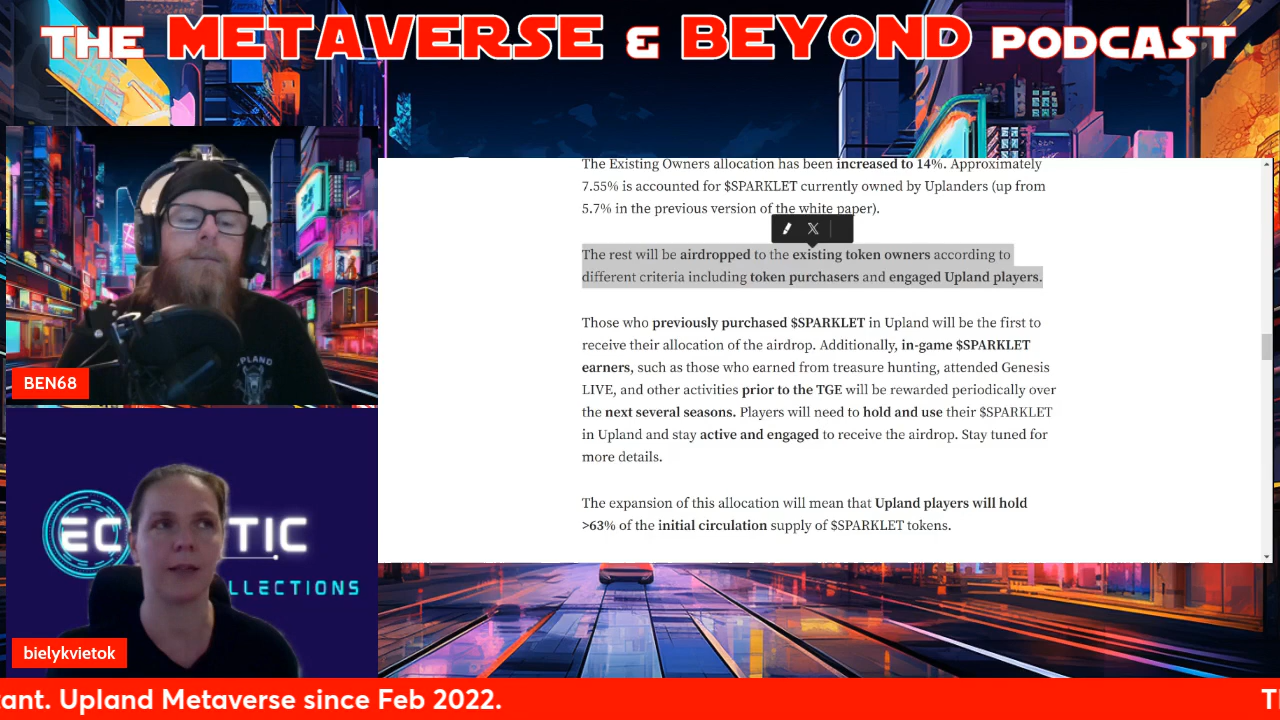 THE METAVERSE & BEYOND PODCAST
The Existing Owners allocation has been increased to 14%. Approximately
7.55% is accounted for $SPARKLET currently owned by Uplanders (up from
5.7% in the previous version of the white paper).
The rest will be airdropped to the existing token owners according to
different criteria including token purchasers and engaged Upland players.
Those who previously purchased $SPARKLET in Upland will be the first to
receive their allocation of the airdrop. Additionally, in-game $SPARKLET
earners, such as those who earned from treasure hunting, attended Genesis
LIVE, and other activities prior to the TGE will be rewarded periodically over
the next several seasons. Players will need to hold and use their $SPARKLET
in Upland and stay active and engaged to receive the airdrop. Stay tuned for
more details.
The expansion of this allocation will mean that Upland players will hold
>63% of the initial circulation supply of $SPARKLET tokens.
UPLAND
BEN68
EC TIC
LLECTIONS
bielykvietok
tant. Upland Metaverse since Feb 2022.